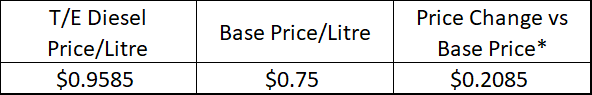 T/E Diesel
Price/Litre
Base Price/Litre
Price Change vs
Base Price*
$0.9585
$0.75
$0.2085